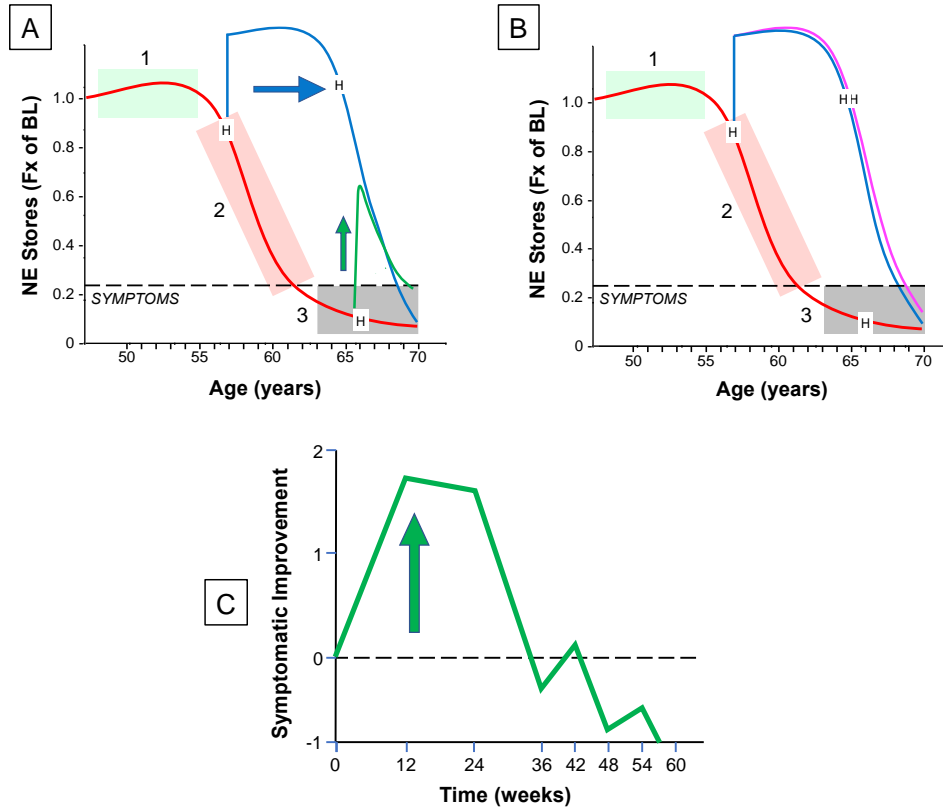 A
NE Stores (Fx of BL)
1.0
0.8
0.6
0.4
0.2
0
1
2
3
H
H
H
SYMPTOMS
50 55 60 65 70
Age (years)
B
NE Stores (Fx of BL)
1.0
0.8
0.6
0.4
0.2
0
1
2
3
H
H H
H
SYMPTOMS
50 55 60 65 70
Age (years)
C
Symptomatic Improvement
2
1
0
-1
0 12 24 36 42 48 54 60
Time (weeks)